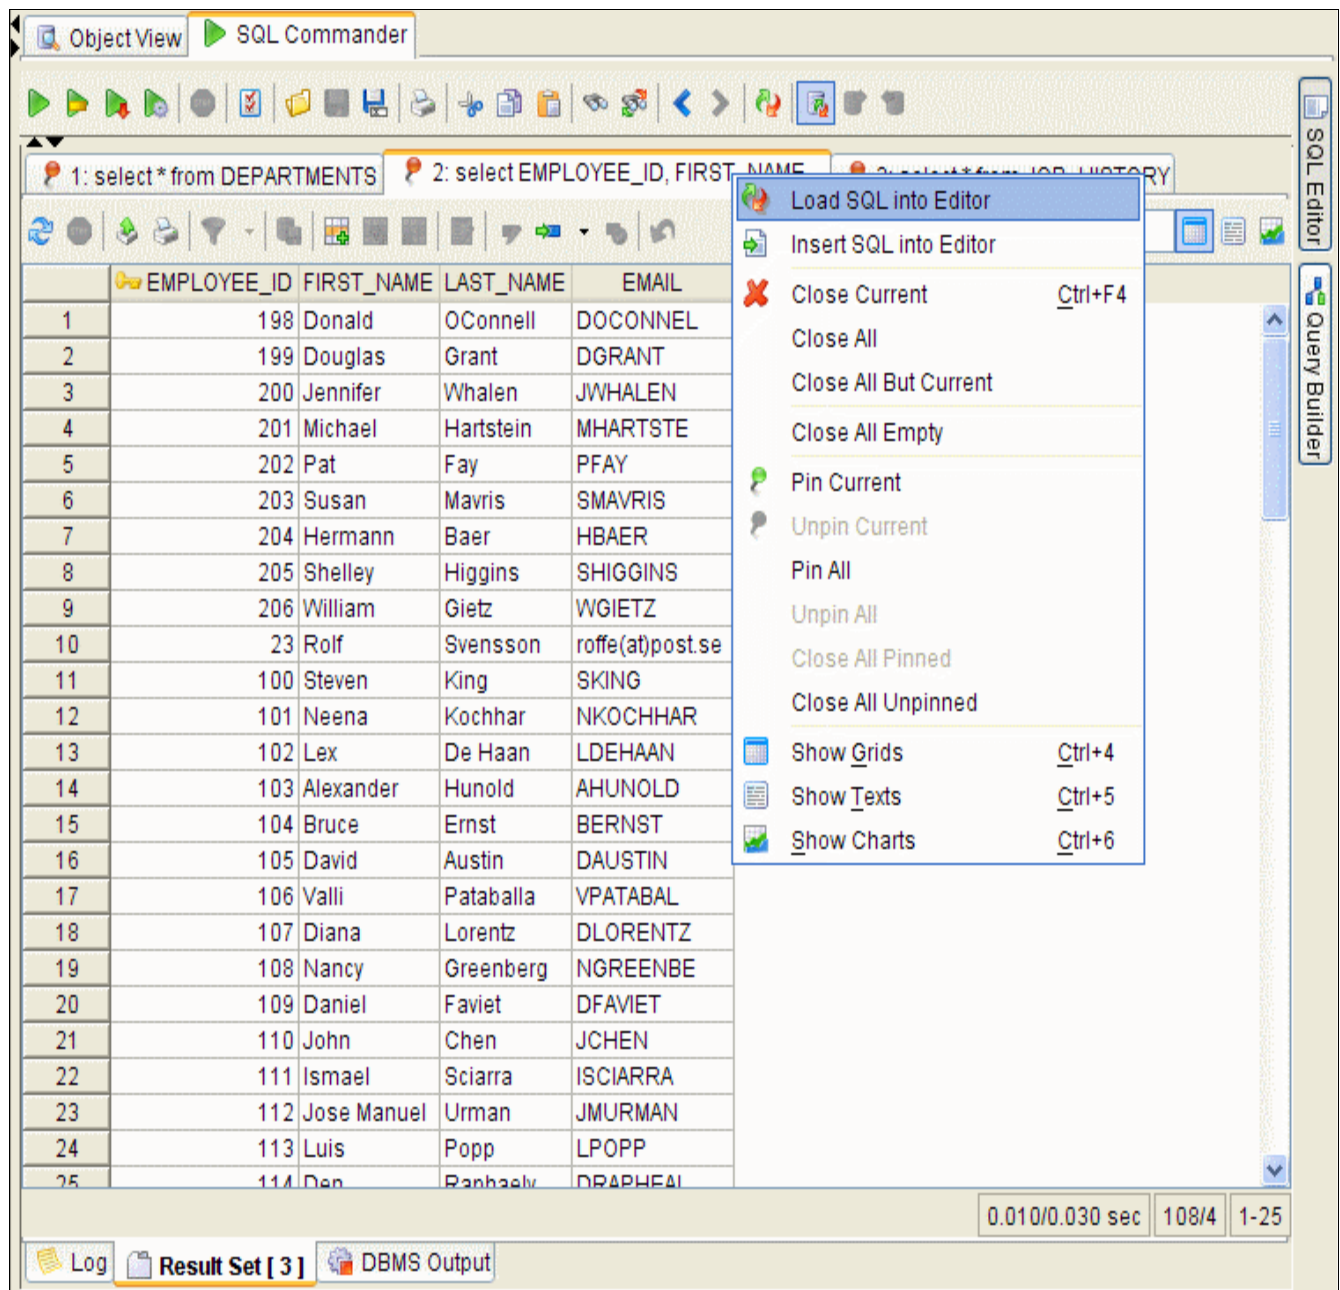 Object View
SQL Commander
1: select * from DEPARTMENTS
2: select EMPLOYEE_ID, FIRST_NAME
SQL Editor
Query Builder
Load SQL into Editor
Insert SQL into Editor
Close Current Ctrl+F4
Close All
Close All But Current
Close All Empty
Pin Current
Unpin Current
Pin All
Unpin All
Close All Pinned
Close All Unpinned
Show Grids Ctrl+4
Show Texts Ctrl+5
Show Charts Ctrl+6
EMPLOYEE_ID FIRST_NAME LAST_NAME EMAIL
1 198 Donald OConnell DOCONNEL
2 199 Douglas Grant DGRANT
3 200 Jennifer Whalen JWHALEN
4 201 Michael Hartstein MHARTSTE
5 202 Pat Fay PFAY
6 203 Susan Mavris SMAVRIS
7 204 Hermann Baer HBAER
8 205 Shelley Higgins SHIGGINS
9 206 William Gietz WGIETZ
10 23 Rolf Svensson roffe(at)post.se
11 100 Steven King SKING
12 101 Neena Kochhar NKOCHHAR
13 102 Lex De Haan LDEHAAN
14 103 Alexander Hunold AHUNOLD
15 104 Bruce Ernst BERNST
16 105 David Austin DAUSTIN
17 106 Valli Pataballa VPATABAL
18 107 Diana Lorentz DLORENTZ
19 108 Nancy Greenberg NGREENBE
20 109 Daniel Faviet DFAVIET
21 110 John Chen JCHEN
22 111 Ismael Sciarra ISCIARRA
23 112 Jose Manuel Urman JMURMAN
24 113 Luis Popp LPOPP
25 114 Den Raphaely DRAPHEAL
0.010/0.030 sec 108/4 1-25
Log
Result Set [ 3 ]
DBMS Output